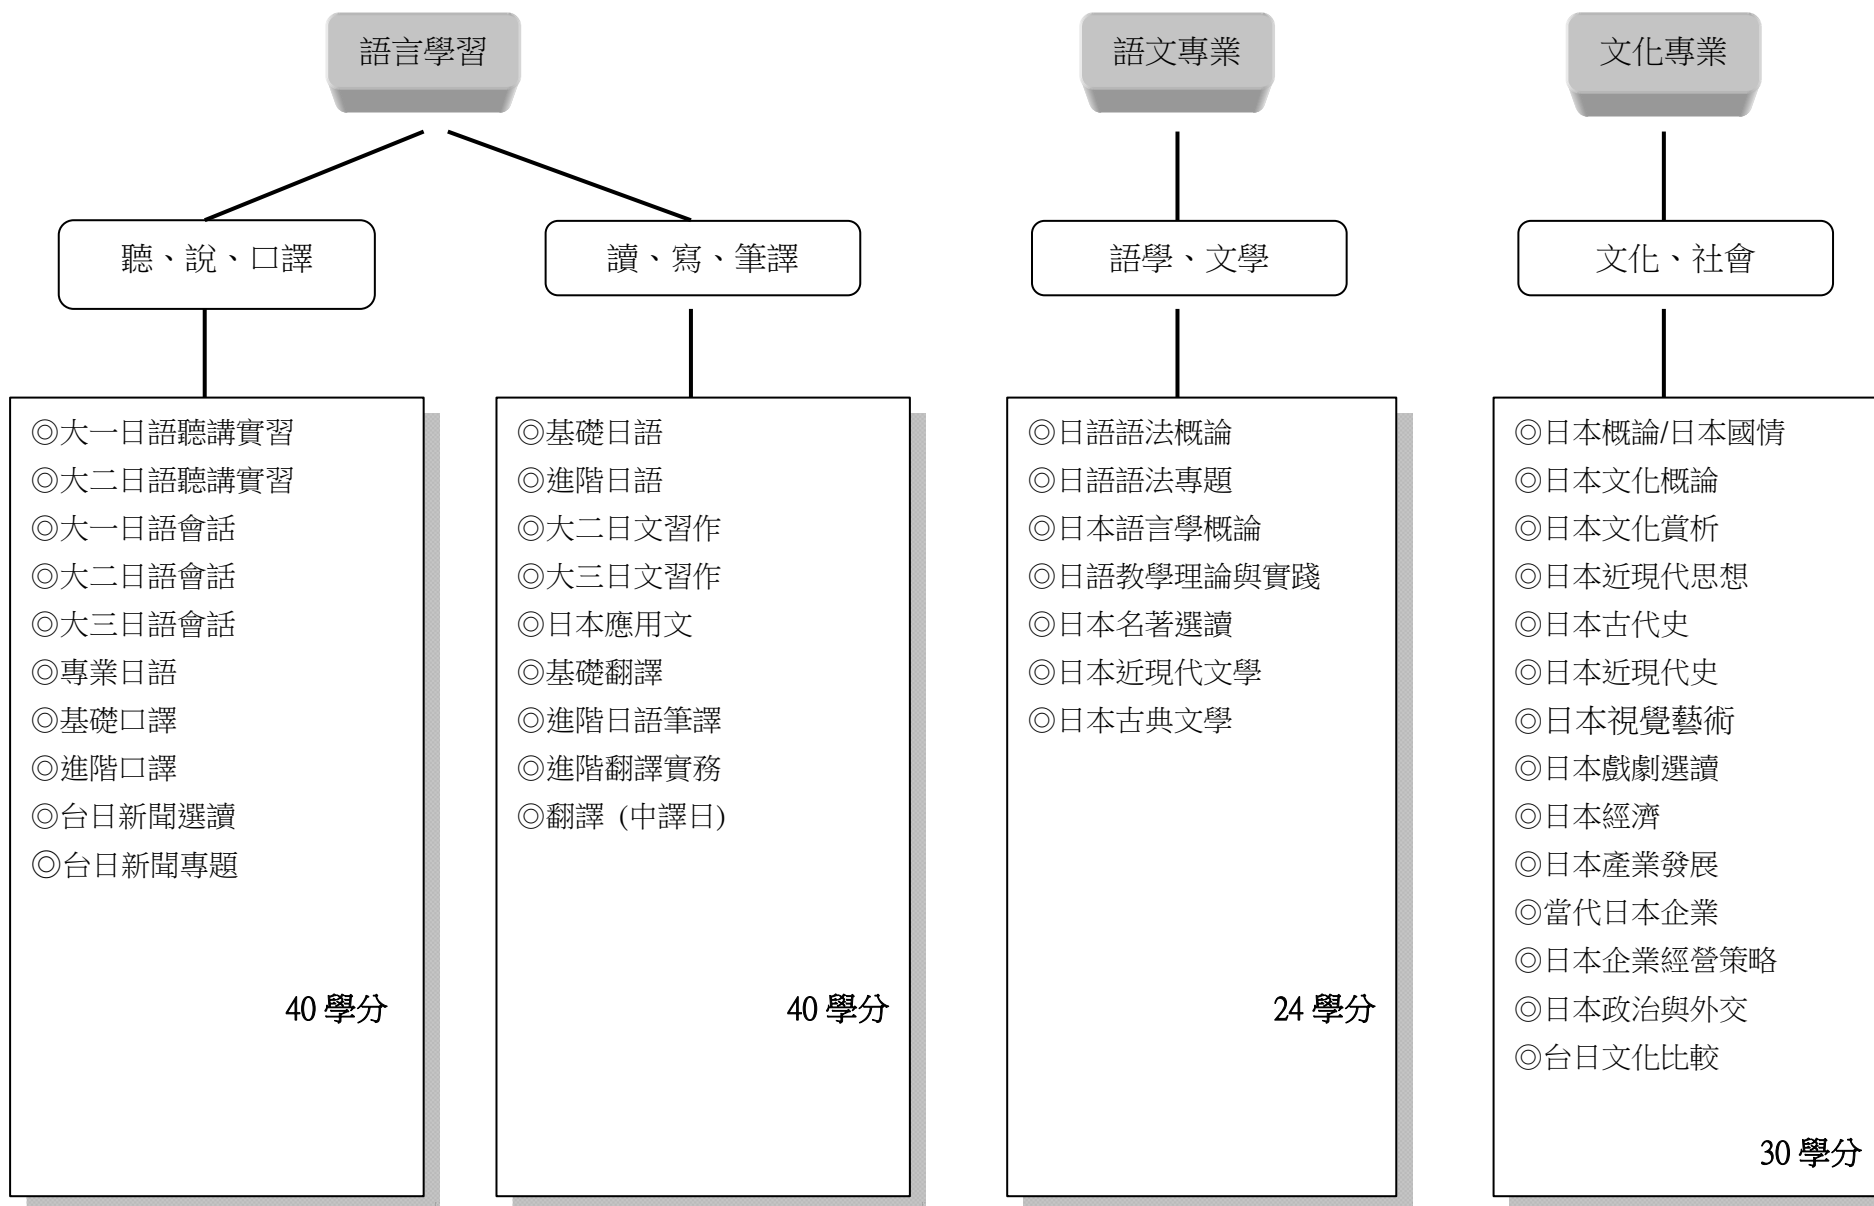 語言學習
語文專業
文化專業
聽、說、口譯
讀、寫、筆譯
語學、文學
文化、社會
◎大一日語聽講實習
◎大二日語聽講實習
◎大一日語會話
◎大二日語會話
◎大三日語會話
◎專業日語
◎基礎口譯
◎進階口譯
◎台日新聞選讀
◎台日新聞專題
40 學分
◎基礎日語
◎進階日語
◎大二日文習作
◎大三日文習作
◎日本應用文
◎基礎翻譯
◎進階日語筆譯
◎進階翻譯實務
◎翻譯 (中譯日)
40 學分
◎日語語法概論
◎日語語法專題
◎日本語言學概論
◎日語教學理論與實踐
◎日本名著選讀
◎日本近現代文學
◎日本古典文學
24 學分
◎日本概論/日本國情
◎日本文化概論
◎日本文化賞析
◎日本近現代思想
◎日本古代史
◎日本近現代史
◎日本視覺藝術
◎日本戲劇選讀
◎日本經濟
◎日本產業發展
◎當代日本企業
◎日本企業經營策略
◎日本政治與外交
◎台日文化比較
30 學分